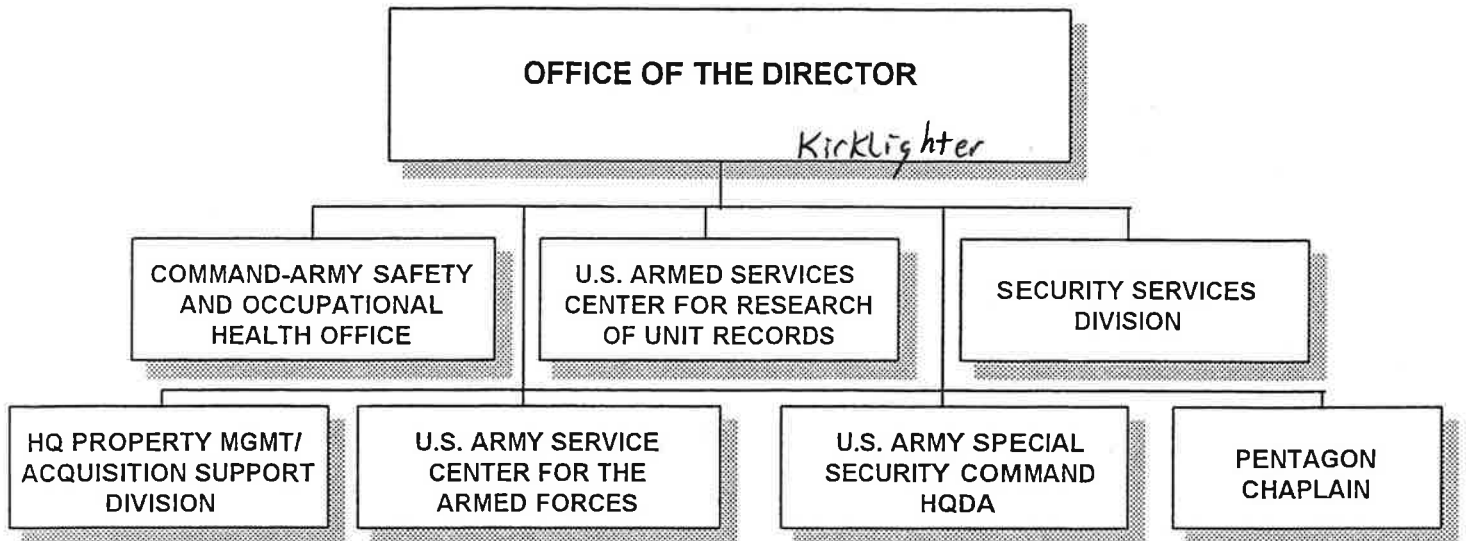 OFFICE OF THE DIRECTOR
Kirklighter
COMMAND-ARMY SAFETY
AND OCCUPATIONAL
HEALTH OFFICE
U.S. ARMED SERVICES
CENTER FOR RESEARCH
OF UNIT RECORDS
SECURITY SERVICES
DIVISION
HQ PROPERTY MGMT/
ACQUISITION SUPPORT
DIVISION
U.S. ARMY SERVICE
CENTER FOR THE
ARMED FORCES
U.S. ARMY SPECIAL
SECURITY COMMAND
HQDA
PENTAGON
CHAPLAIN